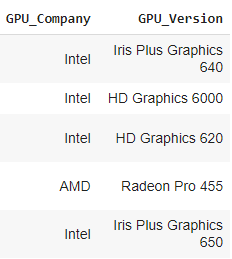 GPU_Company GPU_Version
Intel Iris Plus Graphics
640
Intel HD Graphics 6000
Intel HD Graphics 620
AMD Radeon Pro 455
Intel Iris Plus Graphics
650